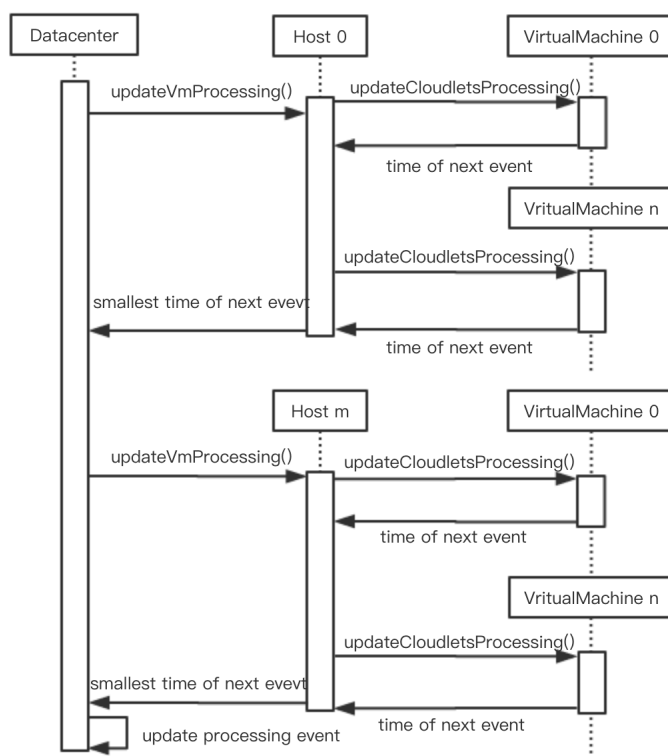 Datacenter
Host 0
VirtualMachine 0
updateVmProcessing()
updateCloudletsProcessing()
time of next event
VritualMachine n
updateCloudletsProcessing()
smallest time of next evevt
time of next event
Host m
VirtualMachine 0
updateVmProcessing()
updateCloudletsProcessing()
time of next event
VritualMachine n
updateCloudletsProcessing()
smallest time of next evevt
time of next event
update processing event